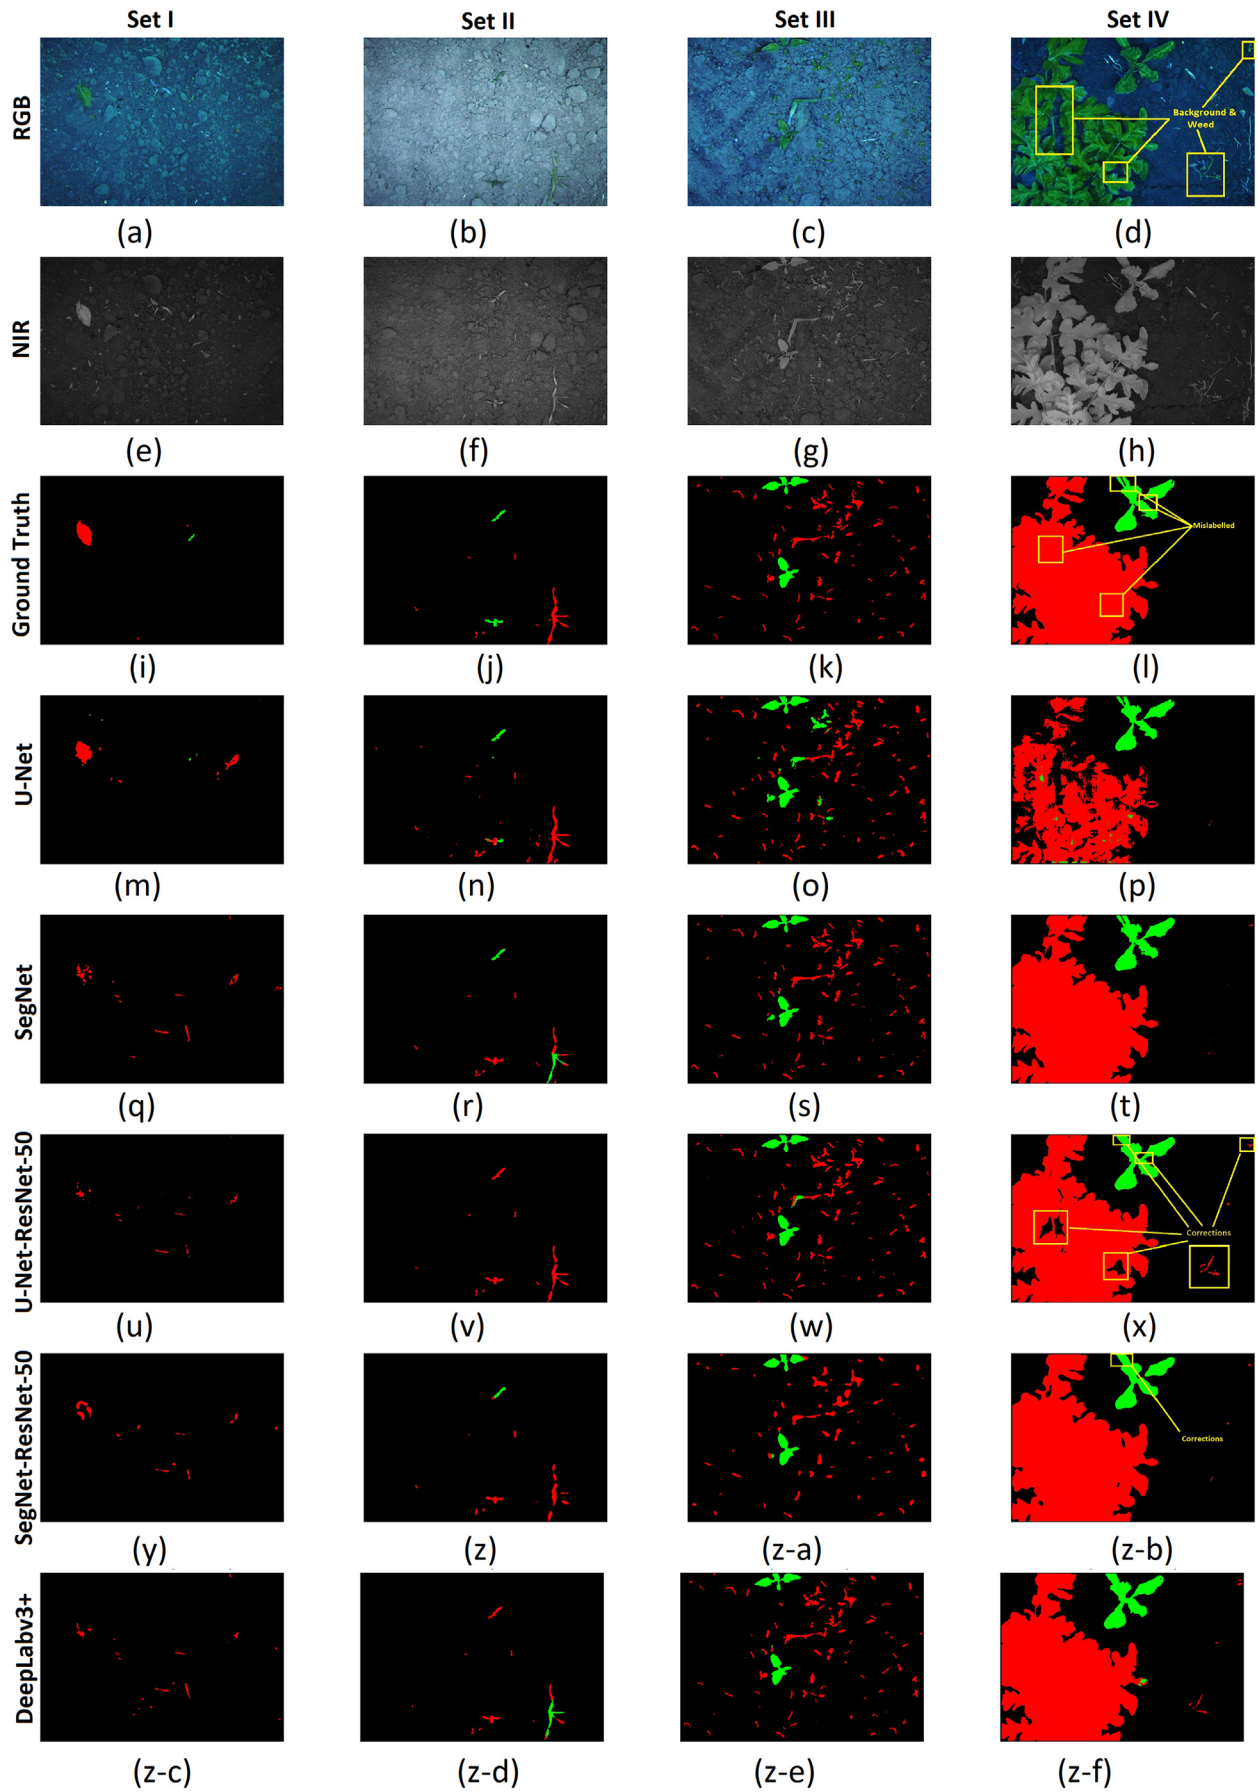 Set I Set II Set III Set IV
RGB
Background &
Weed
(a) (b) (c) (d)
NIR
(e) (f) (g) (h)
Ground Truth
Mislabelled
(i) (j) (k) (l)
U-Net
(m) (n) (o) (p)
SegNet
(q) (r) (s) (t)
U-Net-ResNet-50
Corrections
(u) (v) (w) (x)
SegNet-ResNet-50
Corrections
(y) (z) (z-a) (z-b)
DeepLabv3+
(z-c) (z-d) (z-e) (z-f)